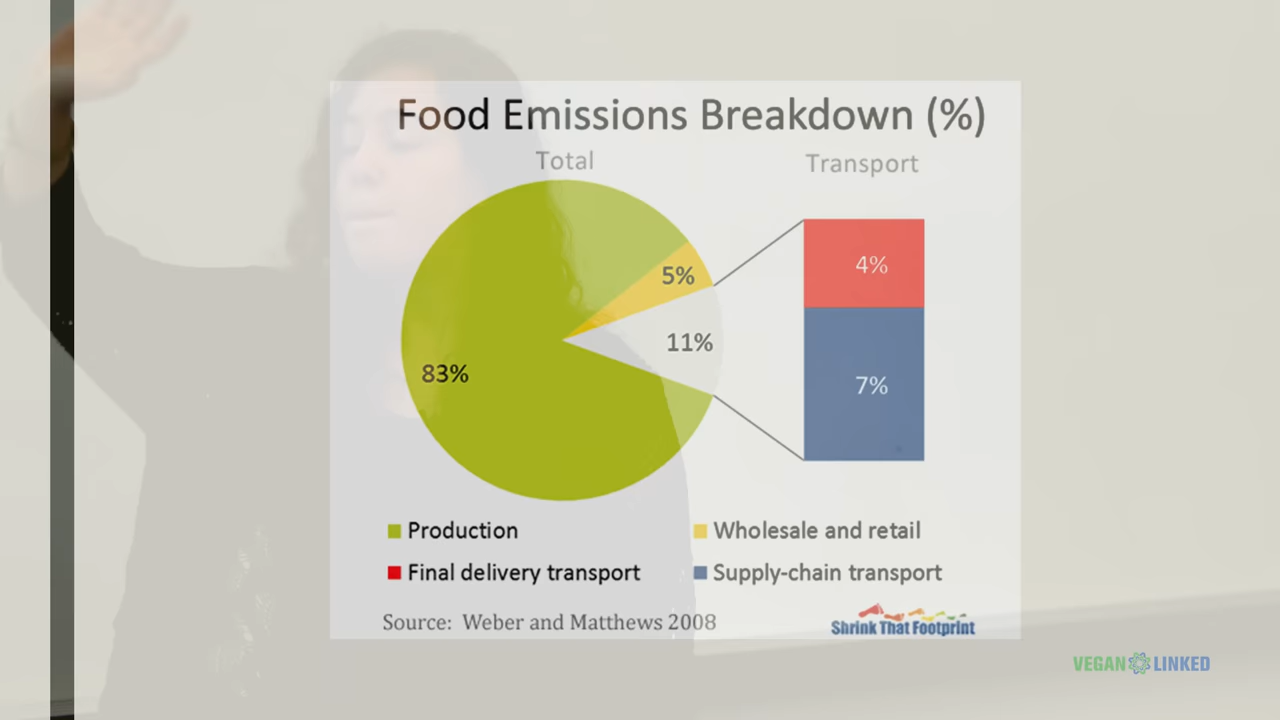 Food Emissions Breakdown (%)
Total
Transport
5%
4%
11%
83%
7%
Production
Wholesale and retail
Final delivery transport
Supply-chain transport
Source: Weber and Matthews 2008
Shrink That Footprint
VEGAN LINKED